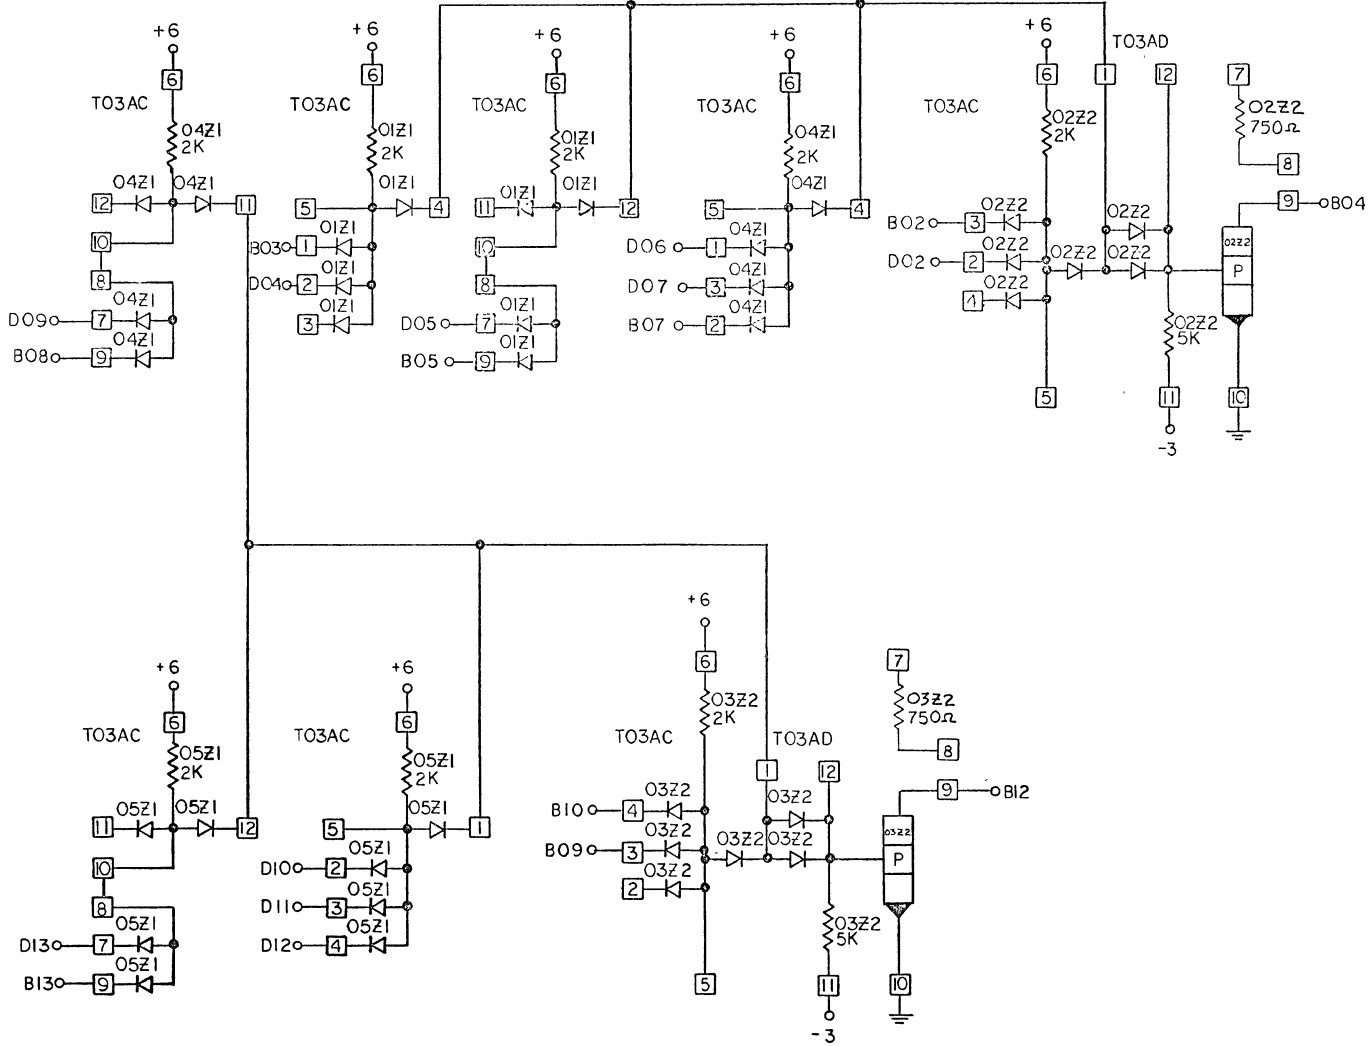 +6
+6
+6
+6
+6
T03AD
6
6
6
6
6
1
12
7
T03AC
T03AC
T03AC
T03AC
T03AC
04Z1
2K
01Z1
2K
01Z1
2K
04Z1
2K
02Z2
2K
02Z2
750Ω
8
04Z1
04Z1
01Z1
01Z1
01Z1
04Z1
12
11
5
4
11
12
5
4
9
B04
B02
3
02Z2
02Z2
02Z2
10
B03
1
01Z1
10
D06
1
04Z1
D02
2
02Z2
02Z2
02Z2
P
8
D04
2
01Z1
8
D07
3
04Z1
4
02Z2
D09
7
04Z1
3
01Z1
D05
7
01Z1
B07
2
04Z1
02Z2
5K
B08
9
04Z1
B05
9
01Z1
5
11
10
-3
+6
+6
+6
6
7
6
6
03Z2
2K
03Z2
750Ω
8
T03AC
T03AC
T03AC
T03AD
05Z1
2K
05Z1
2K
1
12
05Z1
05Z1
05Z1
03Z2
03Z2
9
B12
11
12
5
1
B10
4
03Z2
03Z2
10
D10
2
05Z1
B09
3
03Z2
03Z2
03Z2
P
8
D11
3
05Z1
2
03Z2
D13
7
05Z1
D12
4
05Z1
03Z2
5K
B13
9
05Z1
5
11
10
-3